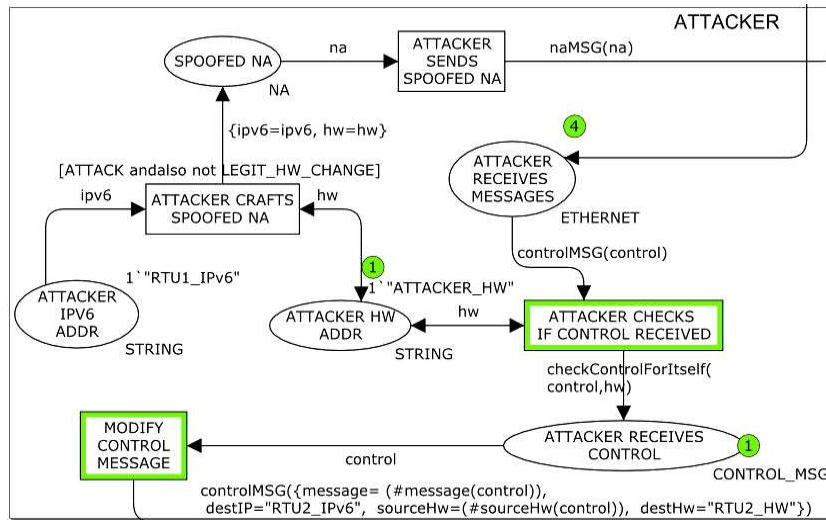 ATTACKER
SPOOFED NA
NA
na
ATTACKER
SENDS
SPOOFED NA
naMSG(na)
{ipv6=ipv6, hw=hw}
4
ATTACKER
RECEIVES
MESSAGES
ETHERNET
[ATTACK andalso not LEGIT_HW_CHANGE]
ipv6
ATTACKER CRAFTS
SPOOFED NA
hw
controlMSG(control)
1`"RTU1_IPv6"
ATTACKER
IPV6
ADDR
STRING
1
1`"ATTACKER_HW"
ATTACKER HW
ADDR
STRING
hw
ATTACKER CHECKS
IF CONTROL RECEIVED
checkControlForItself(
control,hw)
MODIFY
CONTROL
MESSAGE
control
ATTACKER RECEIVES
CONTROL
1
CONTROL_MSG
controlMSG({message= (#message(control)),
destIP="RTU2_IPv6", sourceHw=(#sourceHw(control)), destHw="RTU2_HW"})